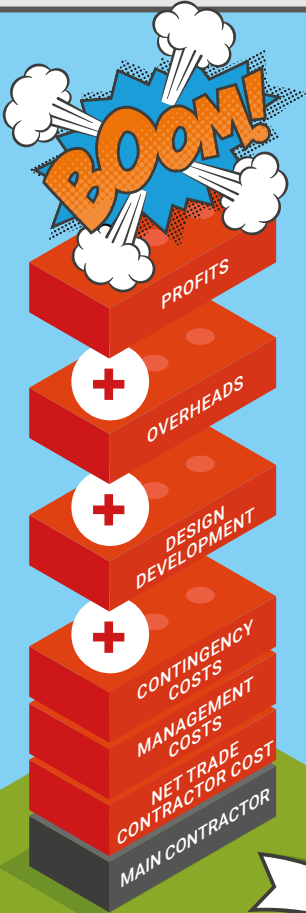 BOOM!
PROFITS
+
OVERHEADS
+
DESIGN
DEVELOPMENT
+
CONTINGENCY
COSTS
MANAGEMENT
COSTS
NET TRADE
CONTRACTOR COST
MAIN CONTRACTOR